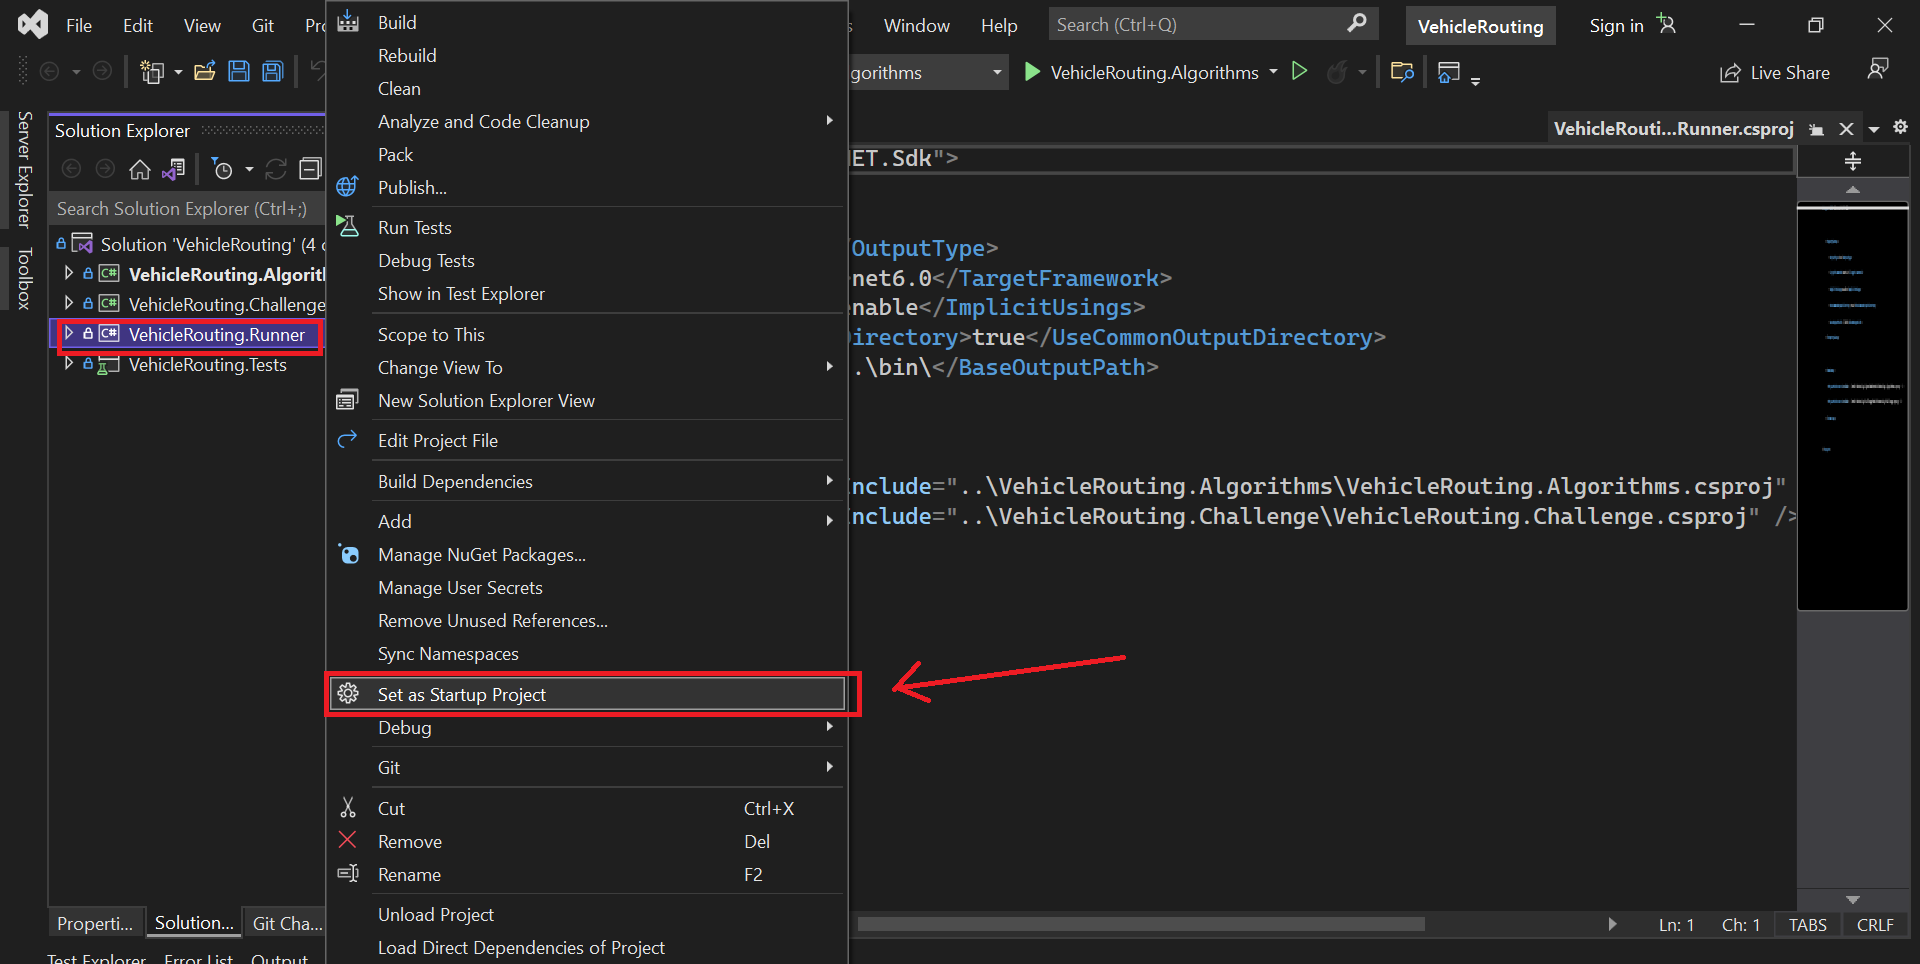 File Edit View Git Window Help Search (Ctrl+Q) VehicleRouting Sign in
gorithms VehicleRouting.Algorithms Live Share
Server Explorer
Toolbox
Solution Explorer
Search Solution Explorer (Ctrl+;)
Solution 'VehicleRouting' (4
VehicleRouting.Algorith
VehicleRouting.Challenge
VehicleRouting.Runner
VehicleRouting.Tests
Properti... Solution... Git Cha...
Test Explorer Error List Output
Build
Rebuild
Clean
Analyze and Code Cleanup
Pack
Publish...
Run Tests
Debug Tests
Show in Test Explorer
Scope to This
Change View To
New Solution Explorer View
Edit Project File
Build Dependencies
Add
Manage NuGet Packages...
Manage User Secrets
Remove Unused References...
Sync Namespaces
Set as Startup Project
Debug
Git
Cut Ctrl+X
Remove Del
Rename F2
Unload Project
Load Direct Dependencies of Project
VehicleRouti...Runner.csproj
ET.Sdk">
OutputType>
net6.0</TargetFramework>
nable</ImplicitUsings>
irectory>true</UseCommonOutputDirectory>
.\bin\</BaseOutputPath>
nclude="..\VehicleRouting.Algorithms\VehicleRouting.Algorithms.csproj"
nclude="..\VehicleRouting.Challenge\VehicleRouting.Challenge.csproj" />
Ln: 1 Ch: 1 TABS CRLF